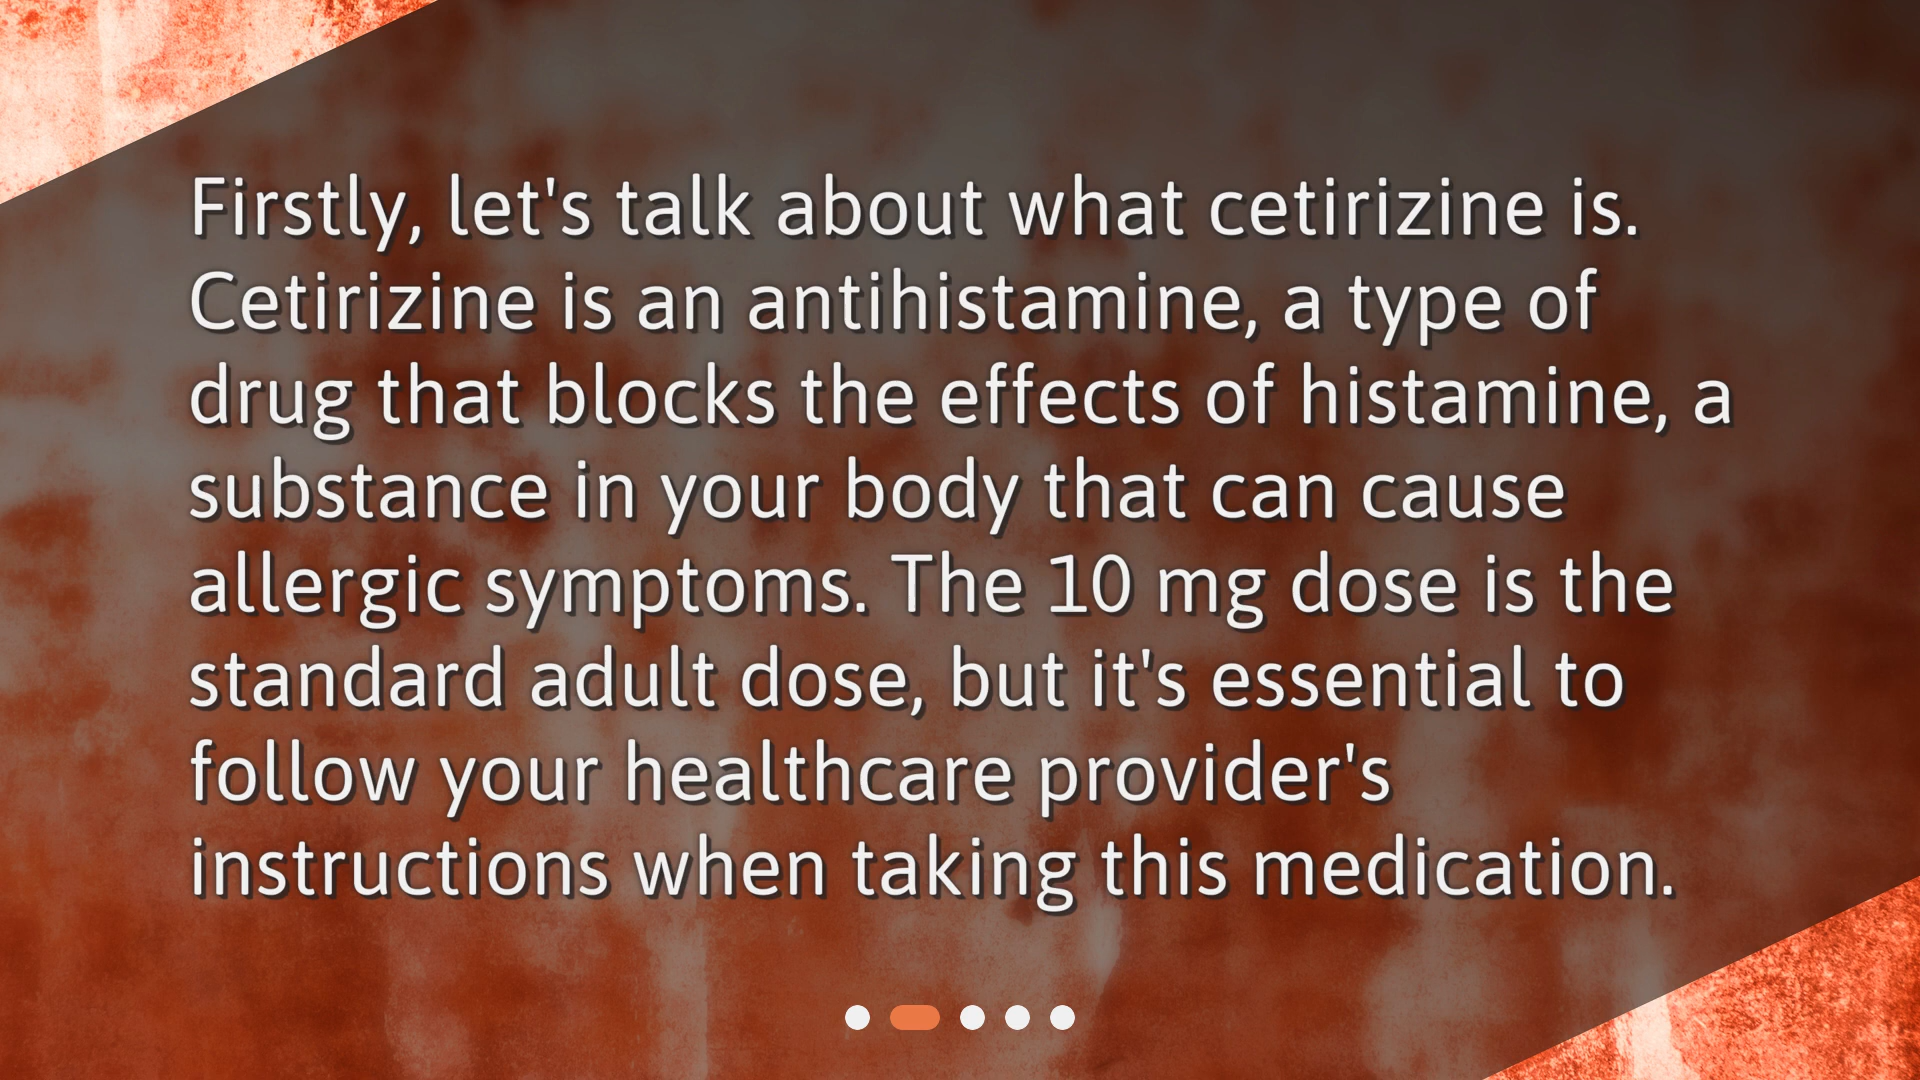 Firstly, let's talk about what cetirizine is.
Cetirizine is an antihistamine, a type of
drug that blocks the effects of histamine, a
substance in your body that can cause
allergic symptoms. The 10 mg dose is the
standard adult dose, but it's essential to
follow your healthcare provider's
instructions when taking this medication.